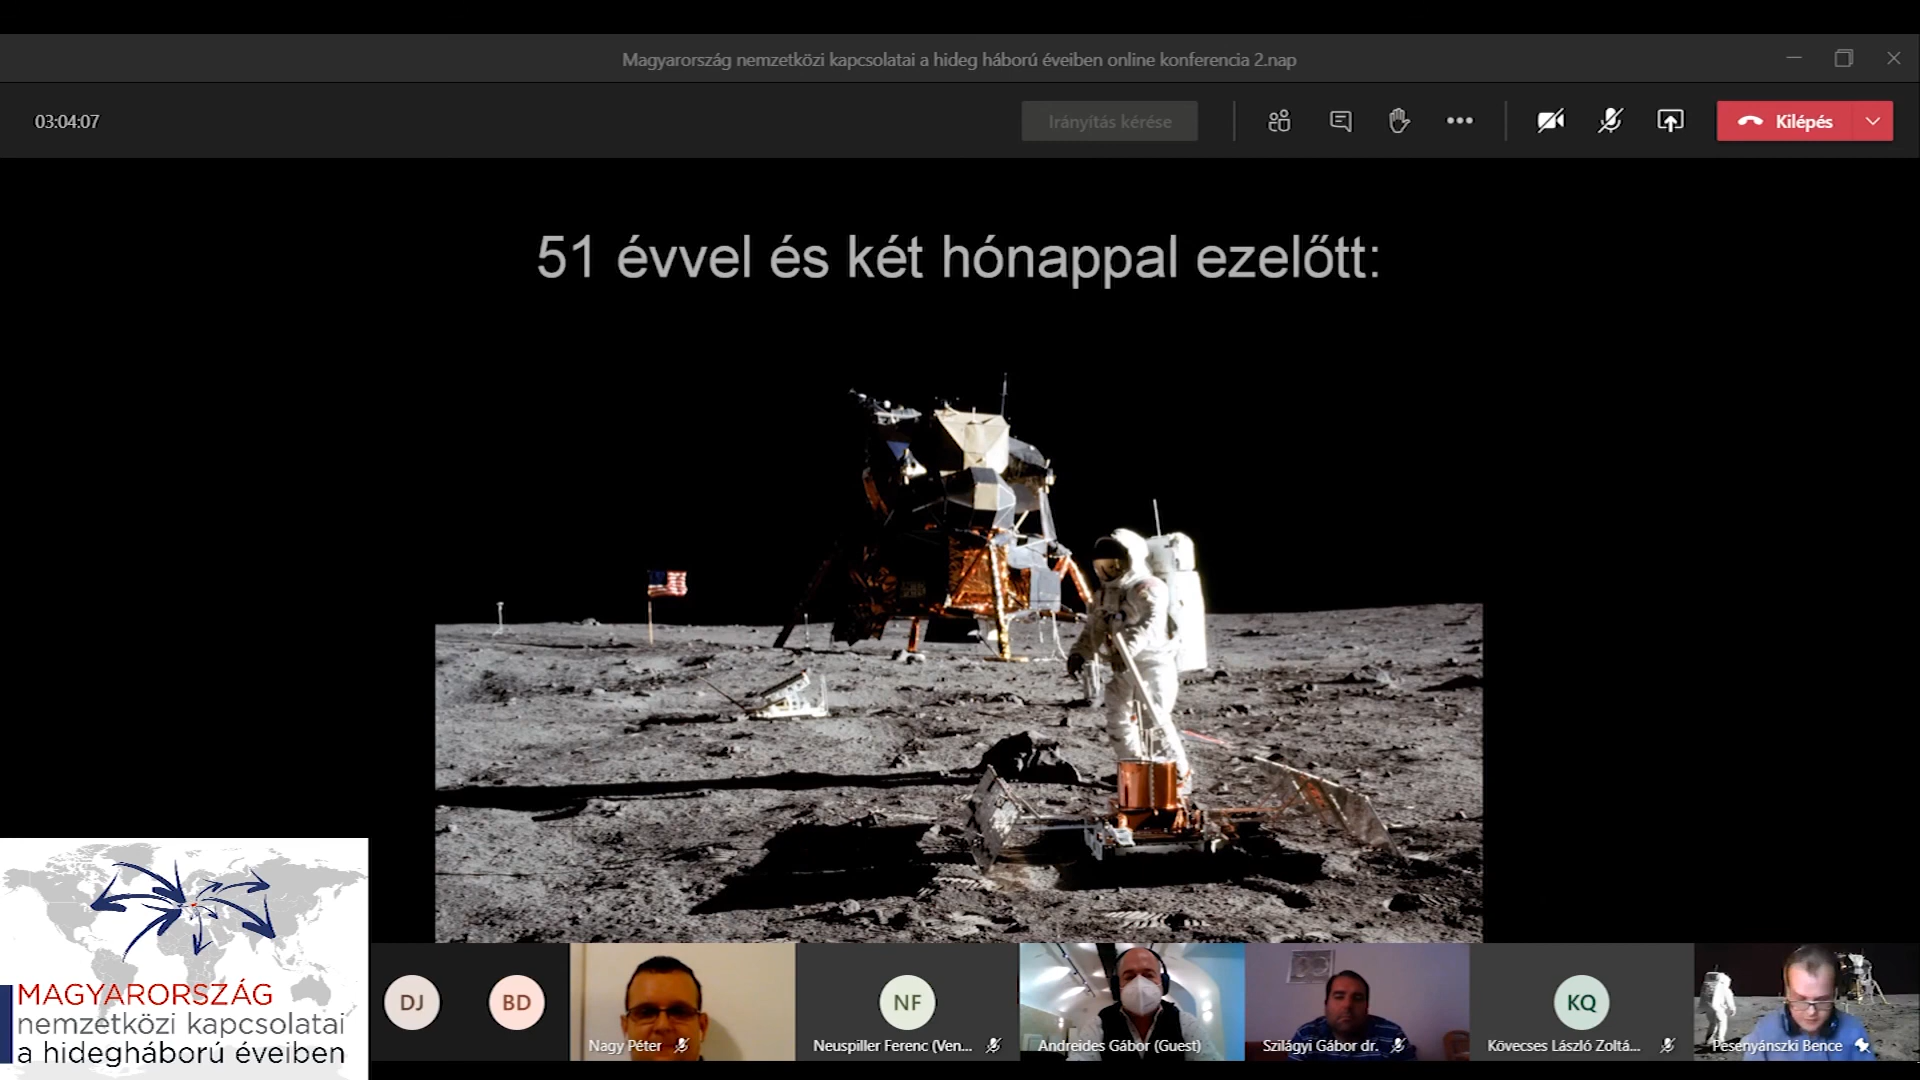 Magyarország nemzetközi kapcsolatai a hideg háború éveiben online konferencia 2.nap
03:04:07
Irányítás kérése
Kilépés
51 évvel és két hónappal ezelőtt:
MAGYARORSZÁG
nemzetközi kapcsolatai
a hidegháború éveiben
DJ
BD
Nagy Péter
NF
Neuspiller Ferenc (Ven...
Andreides Gábor (Guest)
Szilágyi Gábor dr.
KQ
Kövecses László Zoltá...
Pesenyánszki Bence